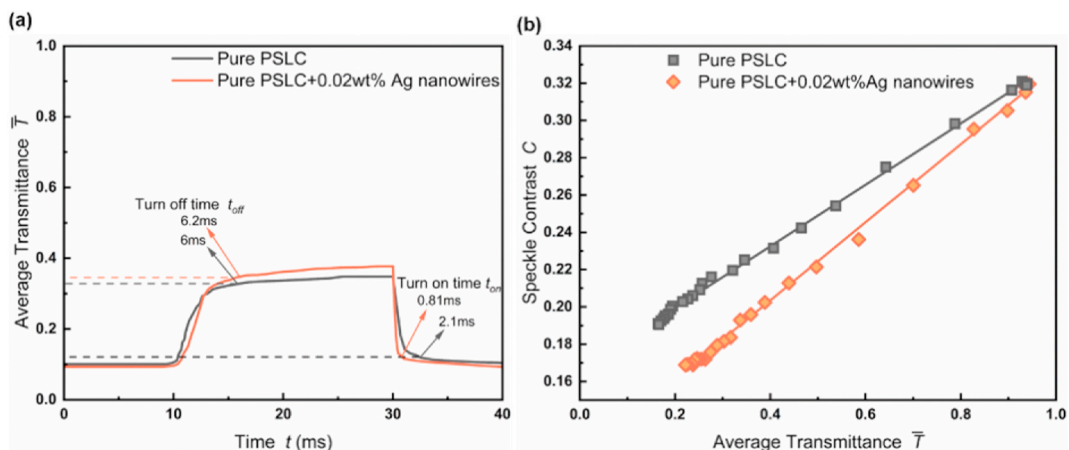 (a)
1.0
0.8
0.6
0.4
0.2
0.0
Average Transmittance T̅
Pure PSLC
Pure PSLC+0.02wt% Ag nanowires
Turn off time t_off
6.2ms
6ms
Turn on time t_on
0.81ms
2.1ms
0
10
20
30
40
Time t (ms)
(b)
0.34
0.32
0.30
0.28
0.26
0.24
0.22
0.20
0.18
0.16
Speckle Contrast C
Pure PSLC
Pure PSLC+0.02wt%Ag nanowires
0.0
0.2
0.4
0.6
0.8
1.0
Average Transmittance T̅